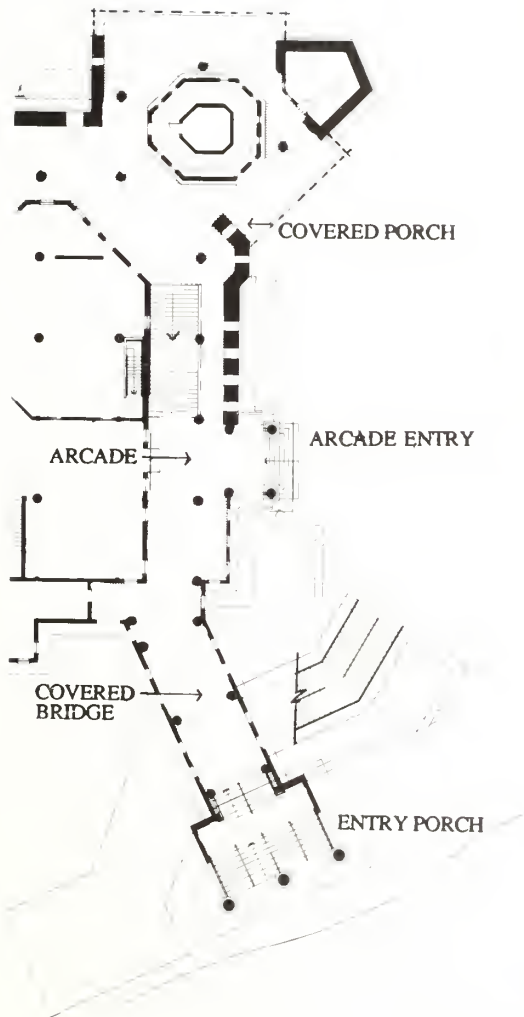 COVERED PORCH
ARCADE ENTRY
ARCADE
COVERED
BRIDGE
ENTRY PORCH